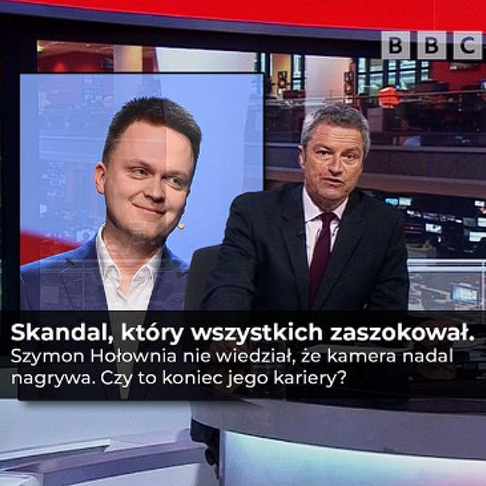 BBC
Skandal, który wszystkich zaszokował.
Szymon Hołownia nie wiedział, że kamera nadal
nagrywa. Czy to koniec jego kariery?